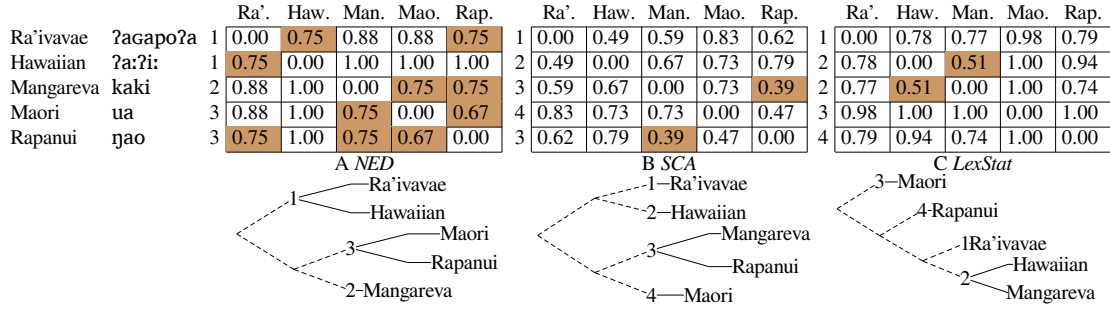 Ra'. Haw. Man. Mao. Rap. Ra'. Haw. Man. Mao. Rap. Ra'. Haw. Man. Mao. Rap.
Ra'ivavae ʔaɢapoʔa 1 0.00 0.75 0.88 0.88 0.75 1 0.00 0.49 0.59 0.83 0.62 1 0.00 0.78 0.77 0.98 0.79
Hawaiian ʔaːʔiː 1 0.75 0.00 1.00 1.00 1.00 2 0.49 0.00 0.67 0.73 0.79 2 0.78 0.00 0.51 1.00 0.94
Mangareva kaki 2 0.88 1.00 0.00 0.75 0.75 3 0.59 0.67 0.00 0.73 0.39 2 0.77 0.51 0.00 1.00 0.74
Maori ua 3 0.88 1.00 0.75 0.00 0.67 4 0.83 0.73 0.73 0.00 0.47 3 0.98 1.00 1.00 0.00 1.00
Rapanui ŋao 3 0.75 1.00 0.75 0.67 0.00 3 0.62 0.79 0.39 0.47 0.00 4 0.79 0.94 0.74 1.00 0.00
A NED B SCA C LexStat
1 Ra'ivavae
Hawaiian
3 Maori
Rapanui
2 Mangareva
1 Ra'ivavae
2 Hawaiian
3 Mangareva
Rapanui
4 Maori
3 Maori
4 Rapanui
1 Ra'ivavae
2 Hawaiian
Mangareva